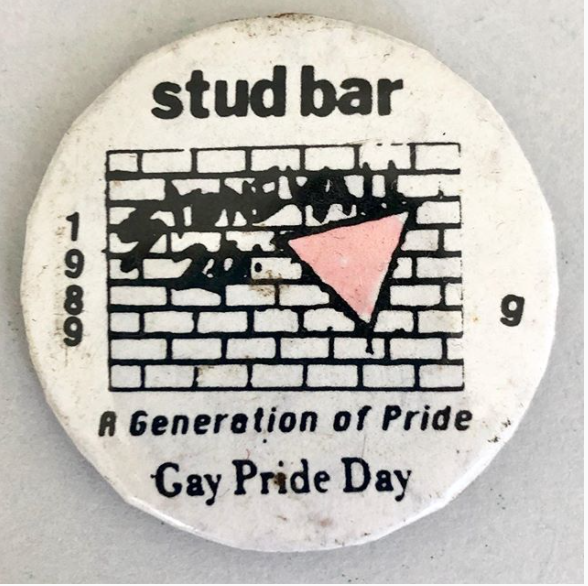 stud bar
1989
g
A Generation of Pride
Gay Pride Day